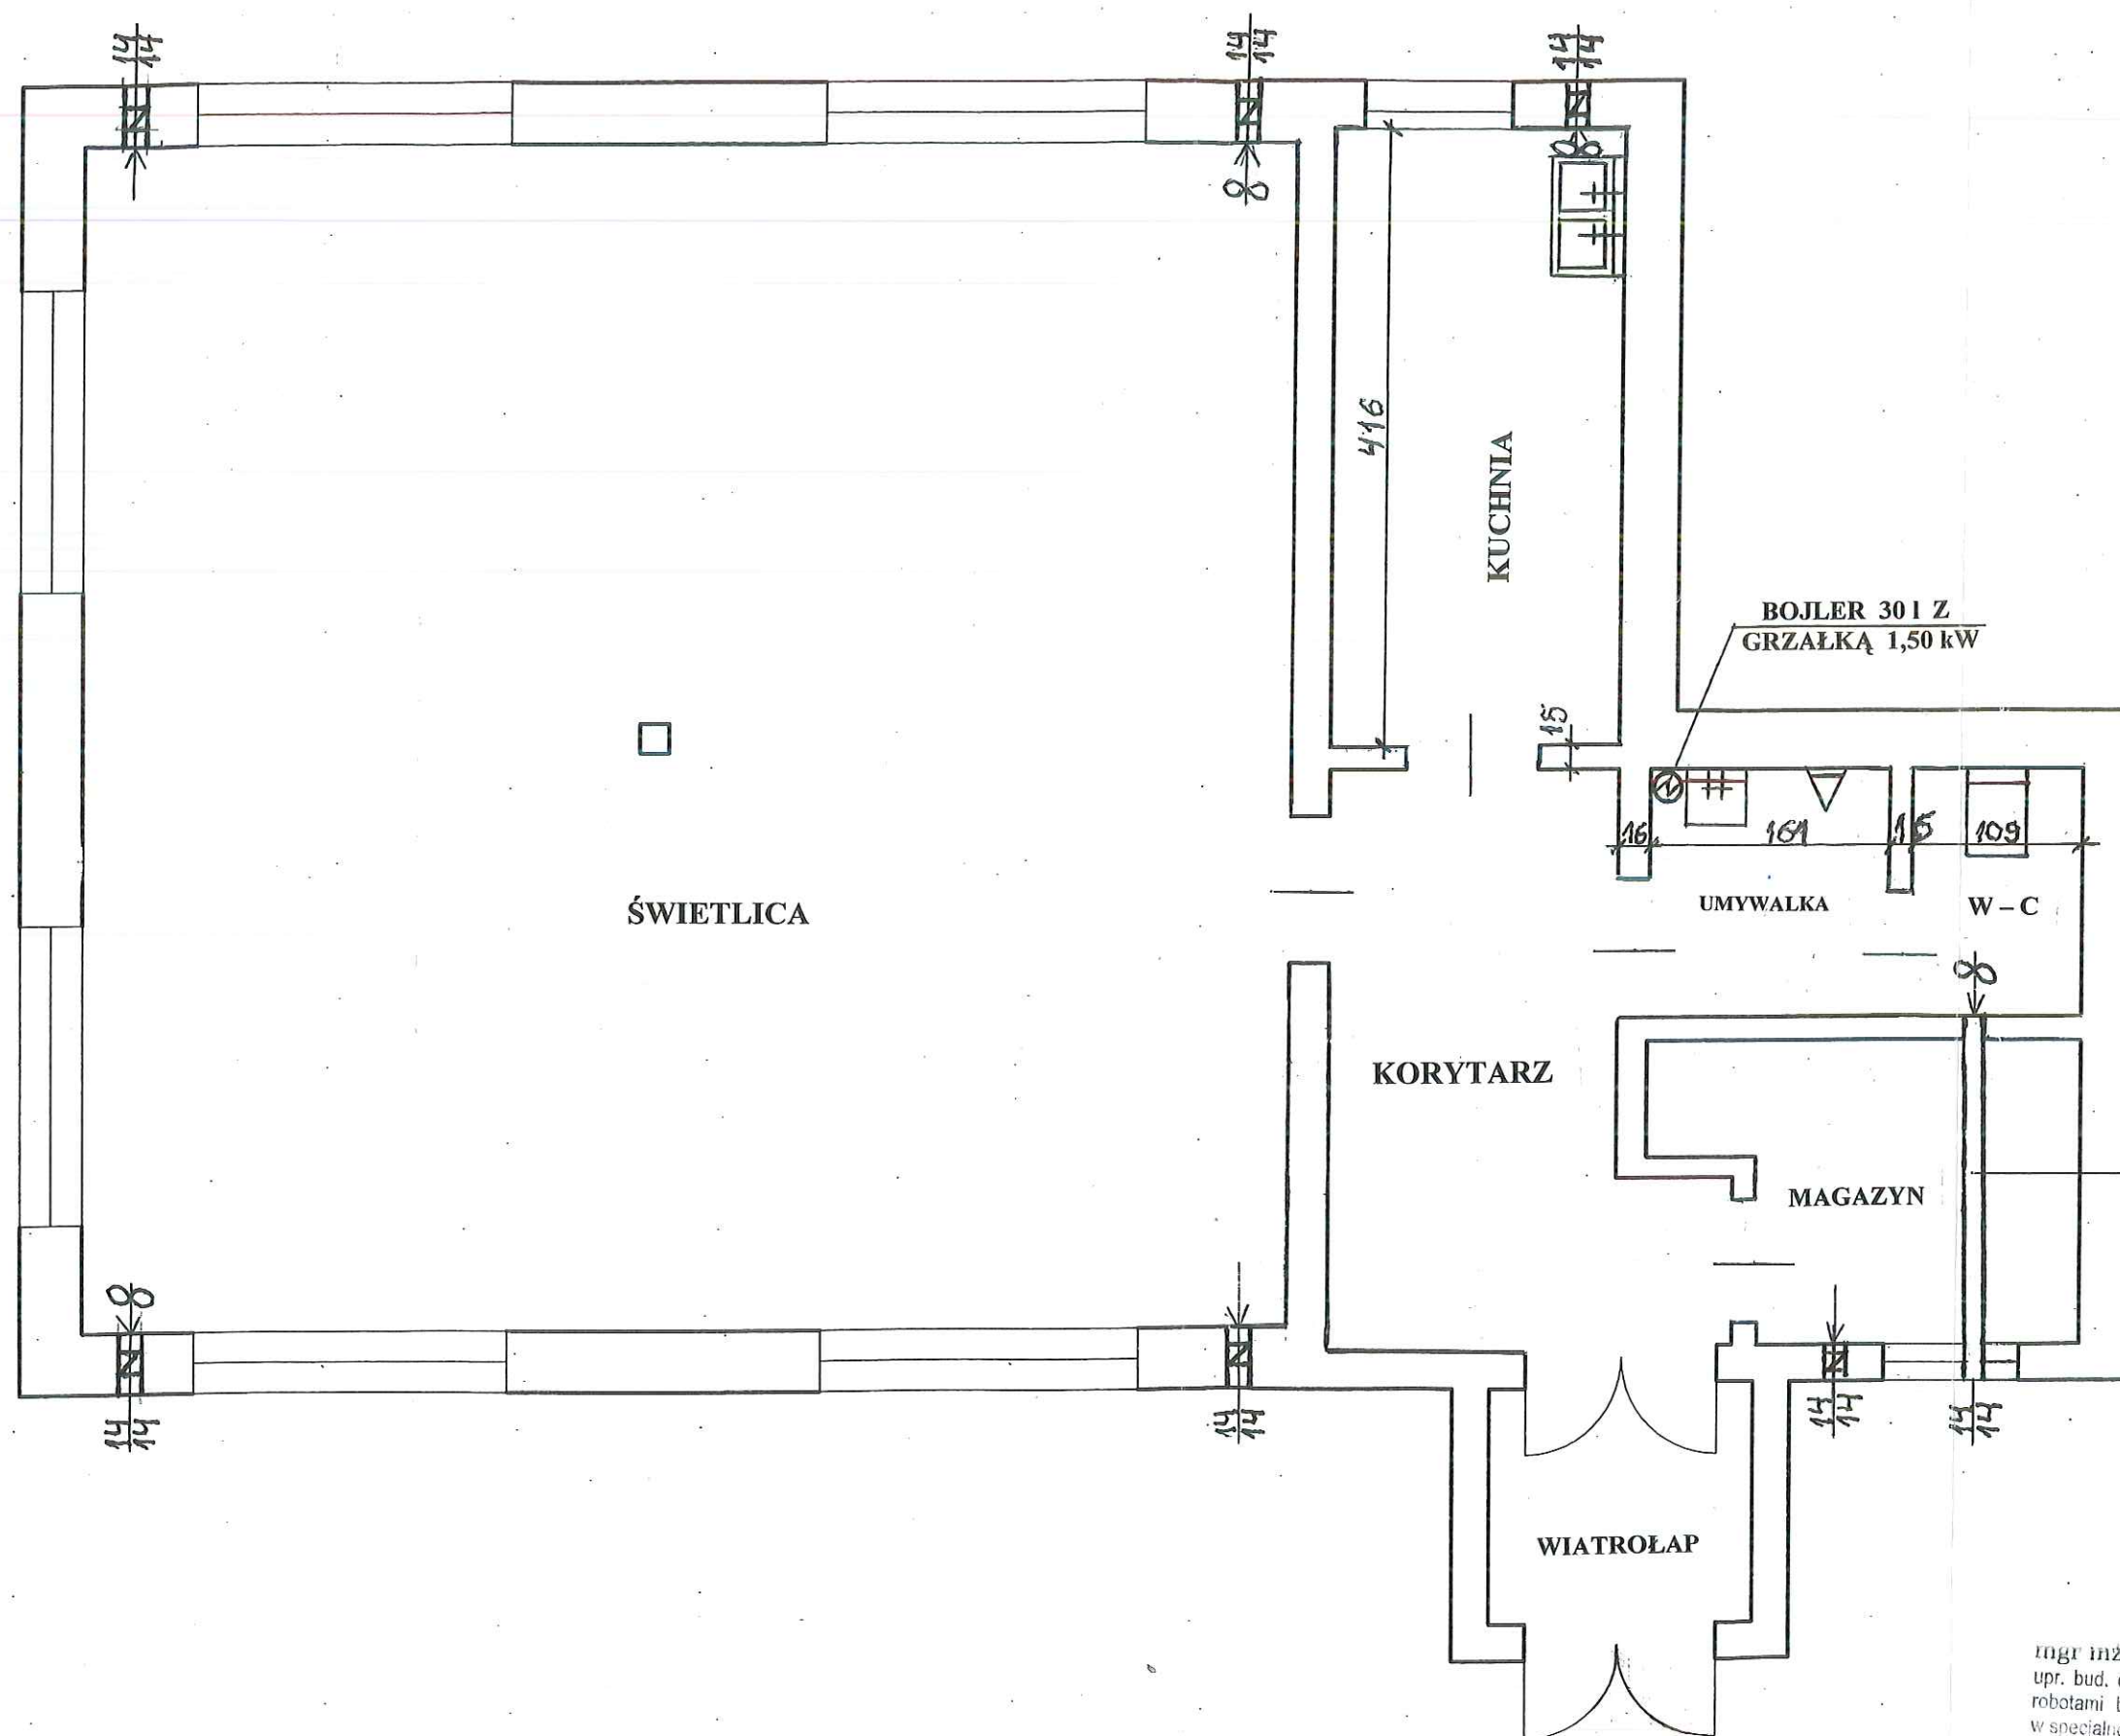 14
14
14
14
14
14
8
8
416
KUCHNIA
BOJLER 30 l Z
GRZAŁKĄ 1,50 kW
15
16
161
15
109
ŚWIETLICA
UMYWALKA
W – C
8
KORYTARZ
MAGAZYN
8
14
14
14
14
14
14
14
14
WIATROŁAP
mgr inż
upr. bud.
robotami
w specjaln